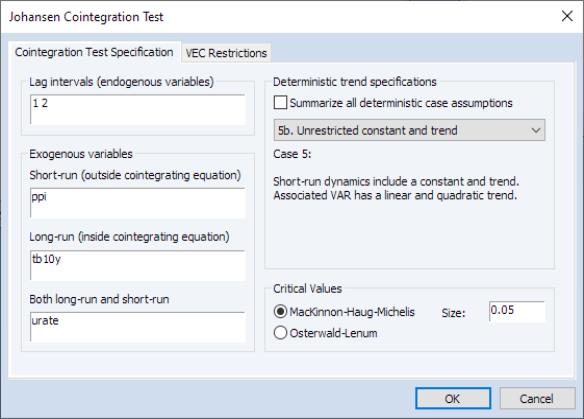 Johansen Cointegration Test
Cointegration Test Specification
VEC Restrictions
Lag intervals (endogenous variables)
1 2
Exogenous variables
Short-run (outside cointegrating equation)
ppi
Long-run (inside cointegrating equation)
tb10y
Both long-run and short-run
urate
Deterministic trend specifications
Summarize all deterministic case assumptions
5b. Unrestricted constant and trend
Case 5:
Short-run dynamics include a constant and trend.
Associated VAR has a linear and quadratic trend.
Critical Values
MacKinnon-Haug-Michelis
Size:
0.05
Osterwald-Lenum
OK
Cancel